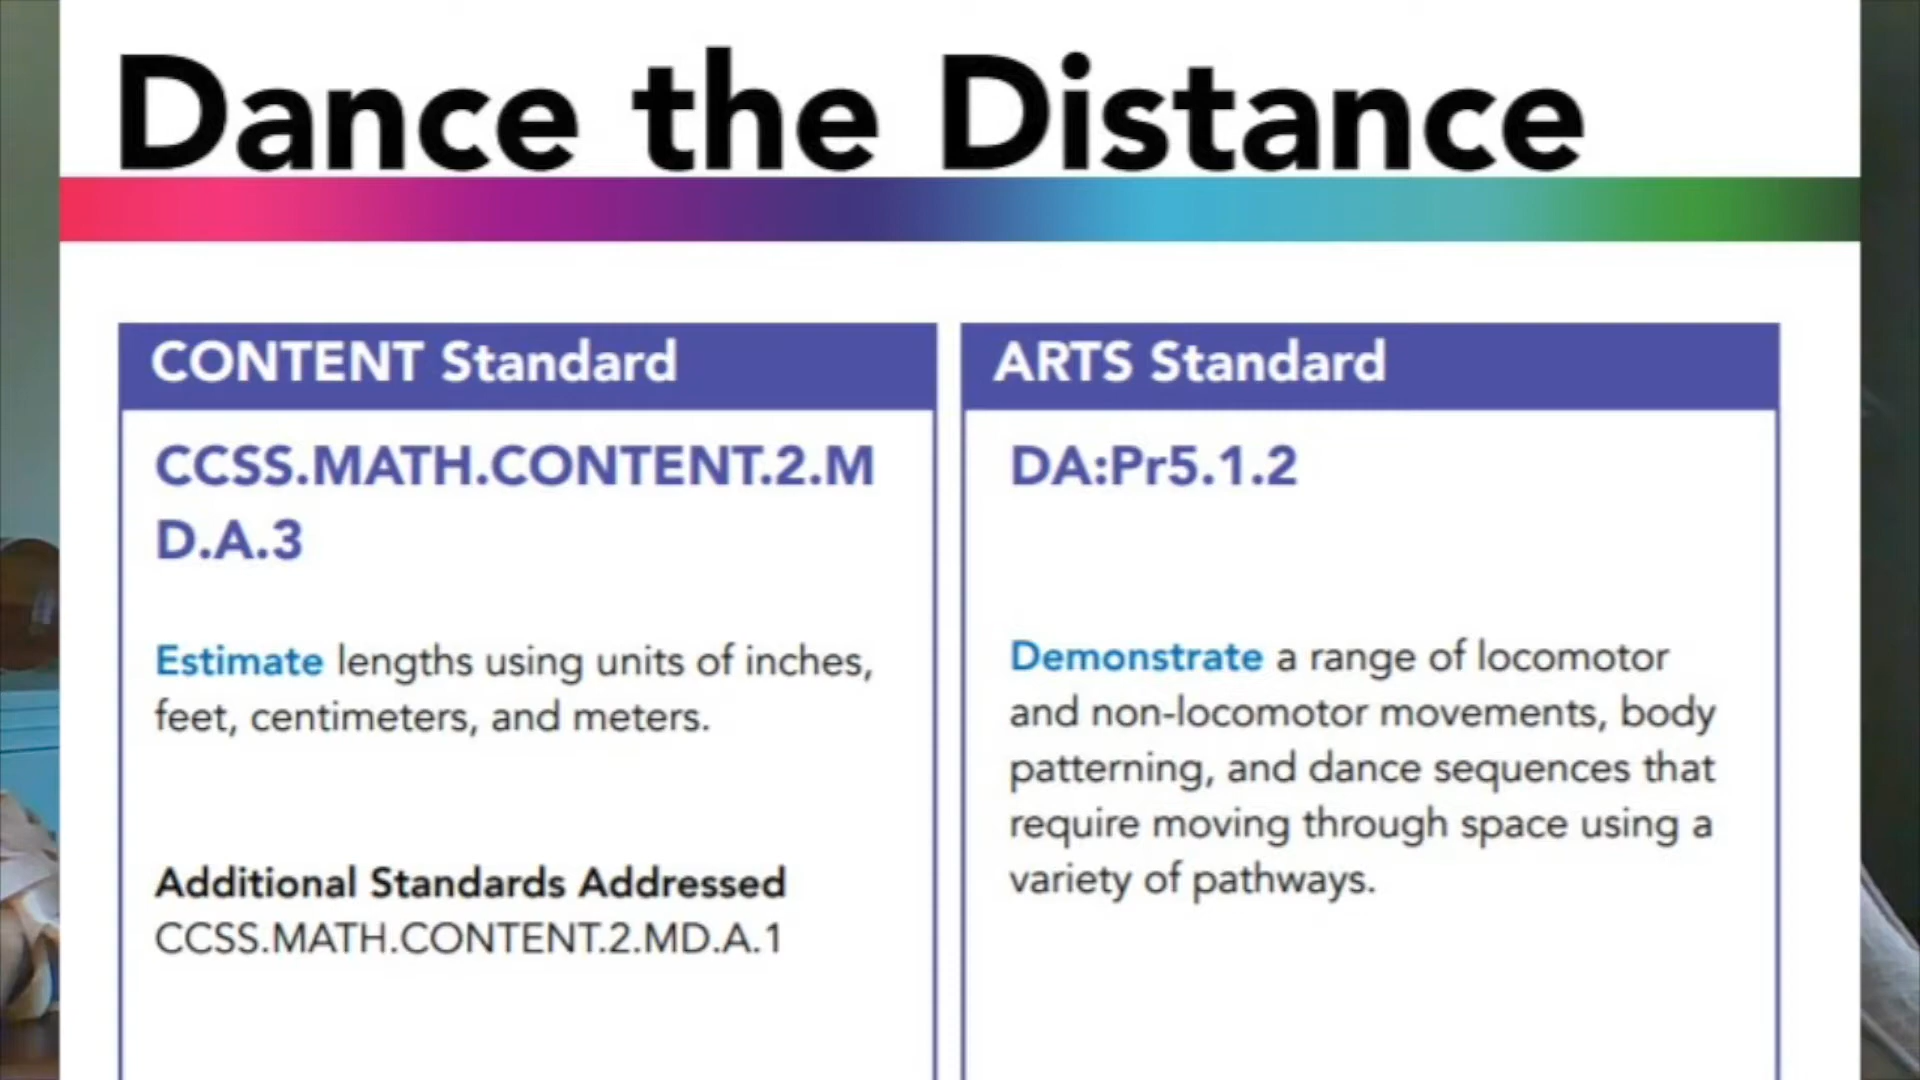 Dance the Distance
CONTENT Standard
CCSS.MATH.CONTENT.2.M
D.A.3
Estimate lengths using units of inches,
feet, centimeters, and meters.
Additional Standards Addressed
CCSS.MATH.CONTENT.2.MD.A.1
ARTS Standard
DA:Pr5.1.2
Demonstrate a range of locomotor
and non-locomotor movements, body
patterning, and dance sequences that
require moving through space using a
variety of pathways.